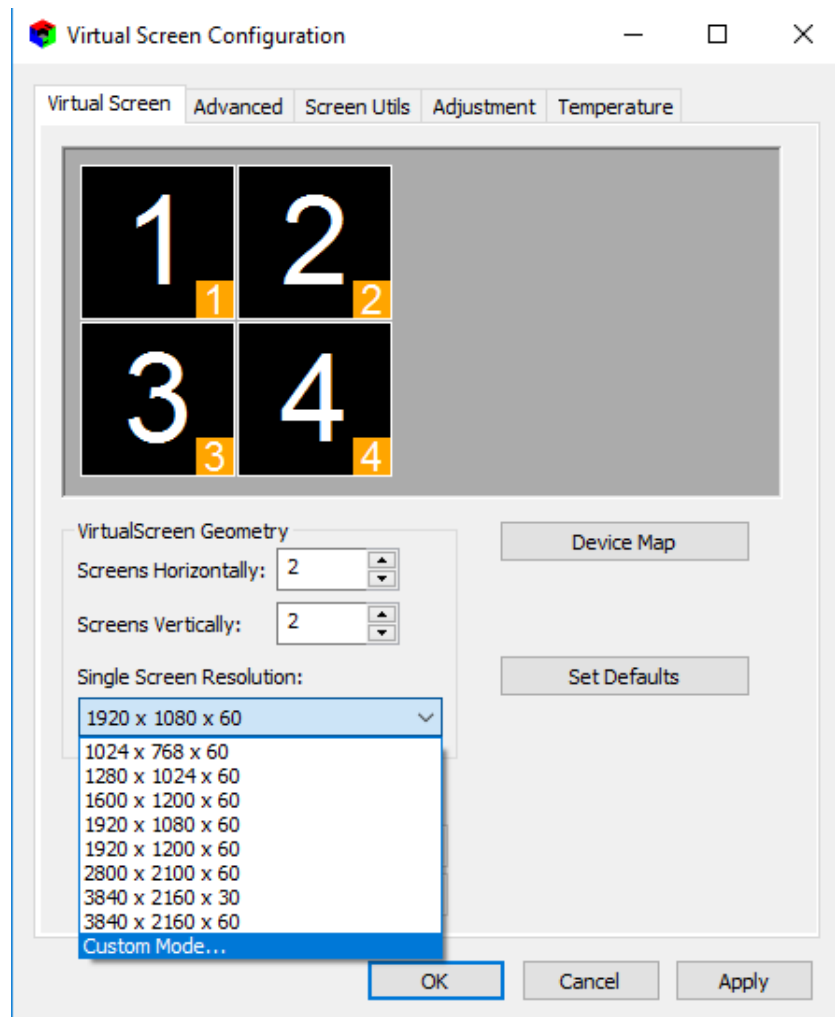 Virtual Screen Configuration
Virtual Screen Advanced Screen Utils Adjustment Temperature
1 2
1 2
3 4
3 4
VirtualScreen Geometry
Device Map
Screens Horizontally: 2
Screens Vertically: 2
Single Screen Resolution:
Set Defaults
1920 x 1080 x 60
1024 x 768 x 60
1280 x 1024 x 60
1600 x 1200 x 60
1920 x 1080 x 60
1920 x 1200 x 60
2800 x 2100 x 60
3840 x 2160 x 30
3840 x 2160 x 60
Custom Mode...
OK Cancel Apply